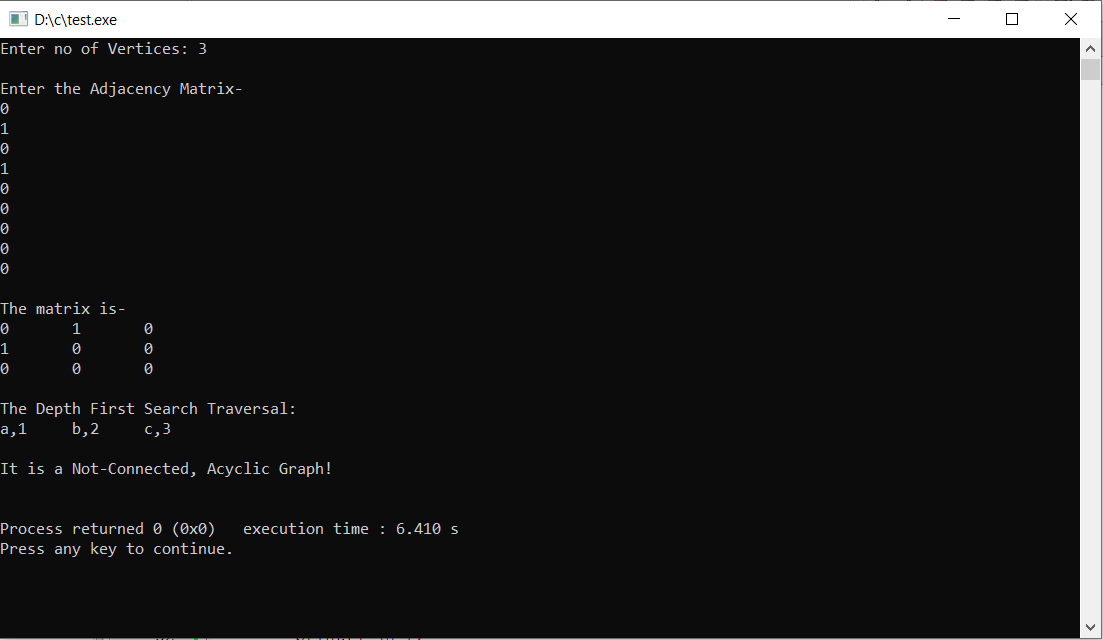 D:\c\test.exe
Enter no of Vertices: 3
Enter the Adjacency Matrix-
0
1
0
1
0
0
0
0
0
The matrix is-
0 1 0
1 0 0
0 0 0
The Depth First Search Traversal:
a,1 b,2 c,3
It is a Not-Connected, Acyclic Graph!
Process returned 0 (0x0) execution time : 6.410 s
Press any key to continue.